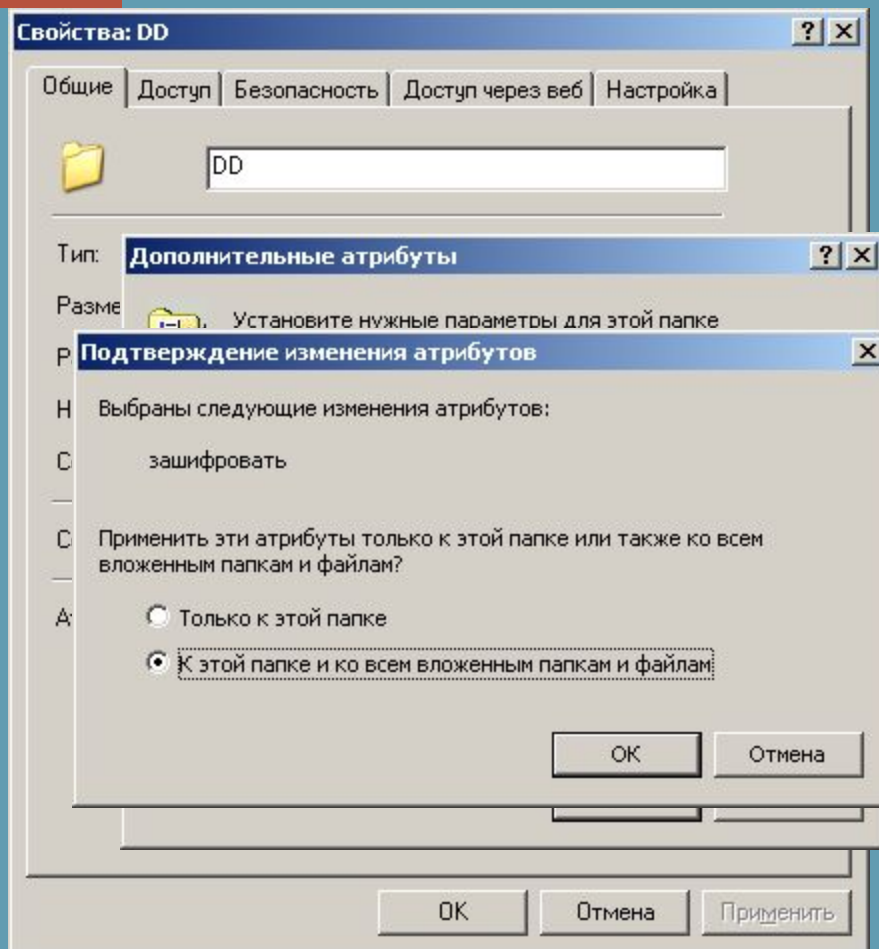 Свойства: DD
Общие Доступ Безопасность Доступ через веб Настройка
DD
Тип:
Дополнительные атрибуты
Разме
Установите нужные параметры для этой папке
Р
Подтверждение изменения атрибутов
Н
Выбраны следующие изменения атрибутов:
С
зашифровать
С
Применить эти атрибуты только к этой папке или также ко всем
вложенным папкам и файлам?
А
Только к этой папке
К этой папке и ко всем вложенным папкам и файлам
ОК Отмена
ОК Отмена Применить